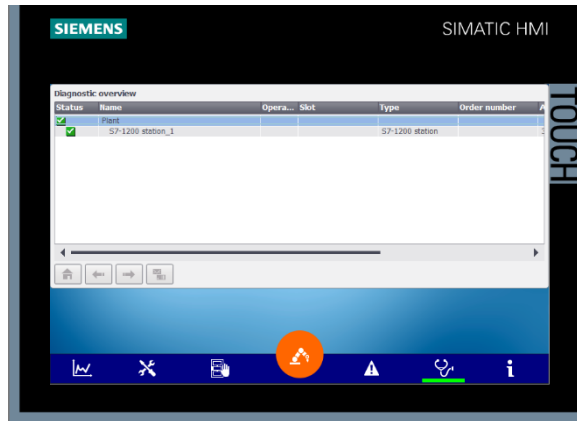 SIEMENS
SIMATIC HMI
TOUCH
Diagnostic overview
Status Name Opera... Slot Type Order number A
Plant
S7-1200 station_1 S7-1200 station